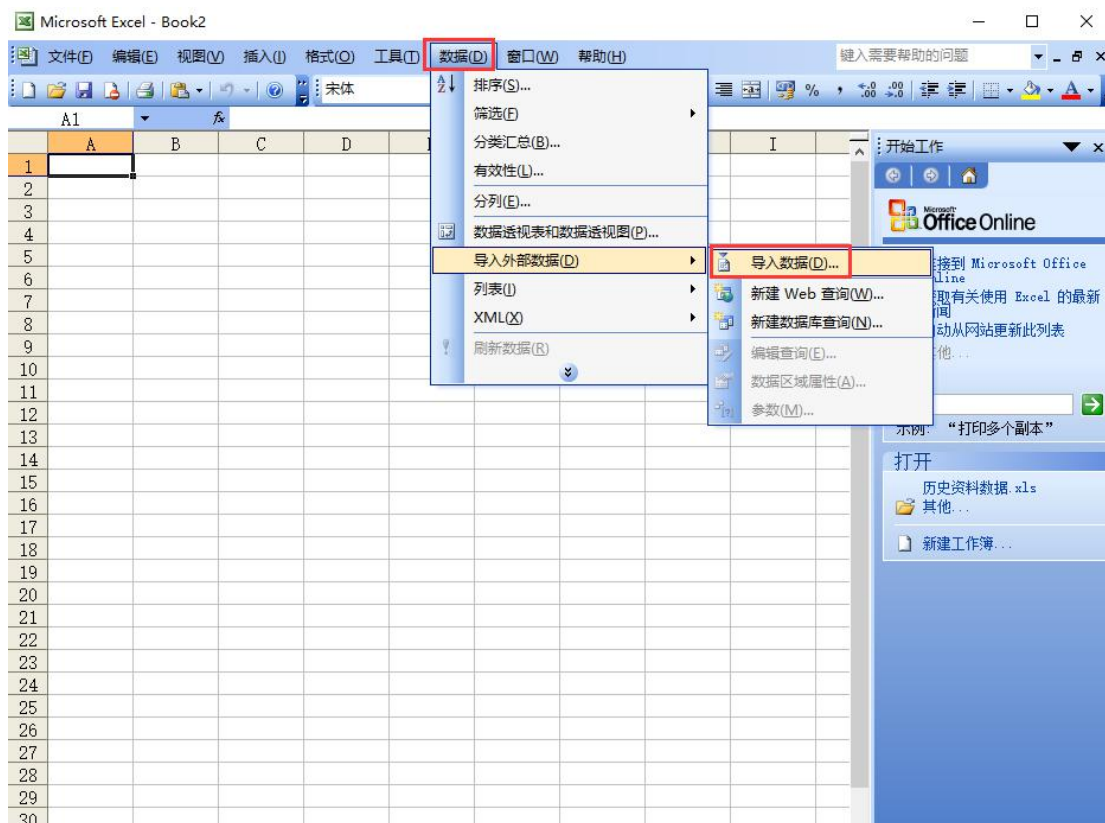 Microsoft Excel - Book2
文件(F) 编辑(E) 视图(V) 插入(I) 格式(O) 工具(T) 数据(D) 窗口(W) 帮助(H) 键入需要帮助的问题
宋体
A1 fx
A B C D I
1
2
3
4
5
6
7
8
9
10
11
12
13
14
15
16
17
18
19
20
21
22
23
24
25
26
27
28
29
30
排序(S)...
筛选(F)
分类汇总(B)...
有效性(L)...
分列(E)...
数据透视表和数据透视图(P)...
导入外部数据(D)
列表(I)
XML(X)
刷新数据(R)
导入数据(D)...
新建 Web 查询(W)...
新建数据库查询(N)...
编辑查询(E)...
数据区域属性(A)...
参数(M)...
开始工作
Microsoft
Office Online
接到 Microsoft Office
line
取有关使用 Excel 的最新
闻
动从网站更新此列表
他...
示例: “打印多个副本”
打开
历史资料数据.xls
其他...
新建工作簿...